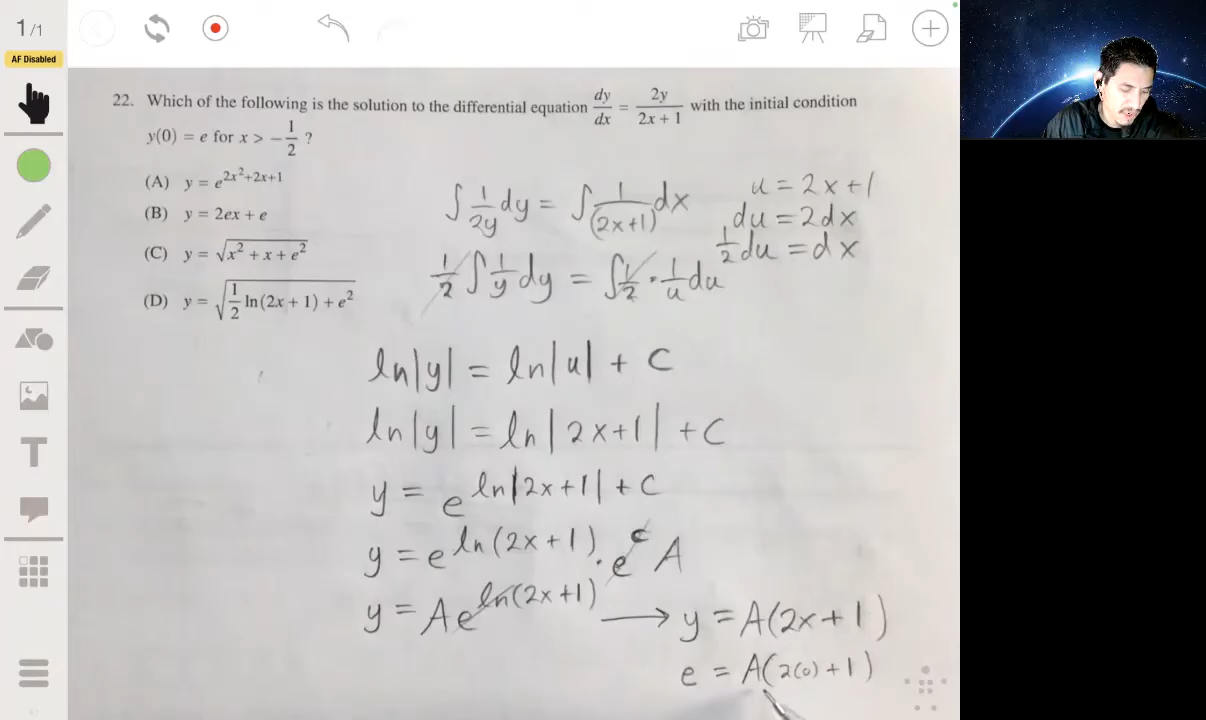 1/1
AF Disabled
22. Which of the following is the solution to the differential equation dy/dx = 2y/(2x + 1) with the initial condition
y(0) = e for x > −1/2 ?
(A) y = e^(2x²+2x+1)
(B) y = 2ex + e
(C) y = √(x² + x + e²)
(D) y = √(1/2 ln(2x + 1) + e²)
∫ 1/2y dy = ∫ 1/(2x+1) dx
u = 2x+1
du = 2dx
1/2 du = dx
1/2 ∫ 1/y dy = ∫ 1/2 · 1/u du
ln|y| = ln|u| + C
ln|y| = ln|2x+1| + C
y = e^(ln|2x+1| + C)
y = e^(ln(2x+1)) · e^c A
y = A e^(ln(2x+1)) → y = A(2x+1)
e = A(2(0)+1)
T